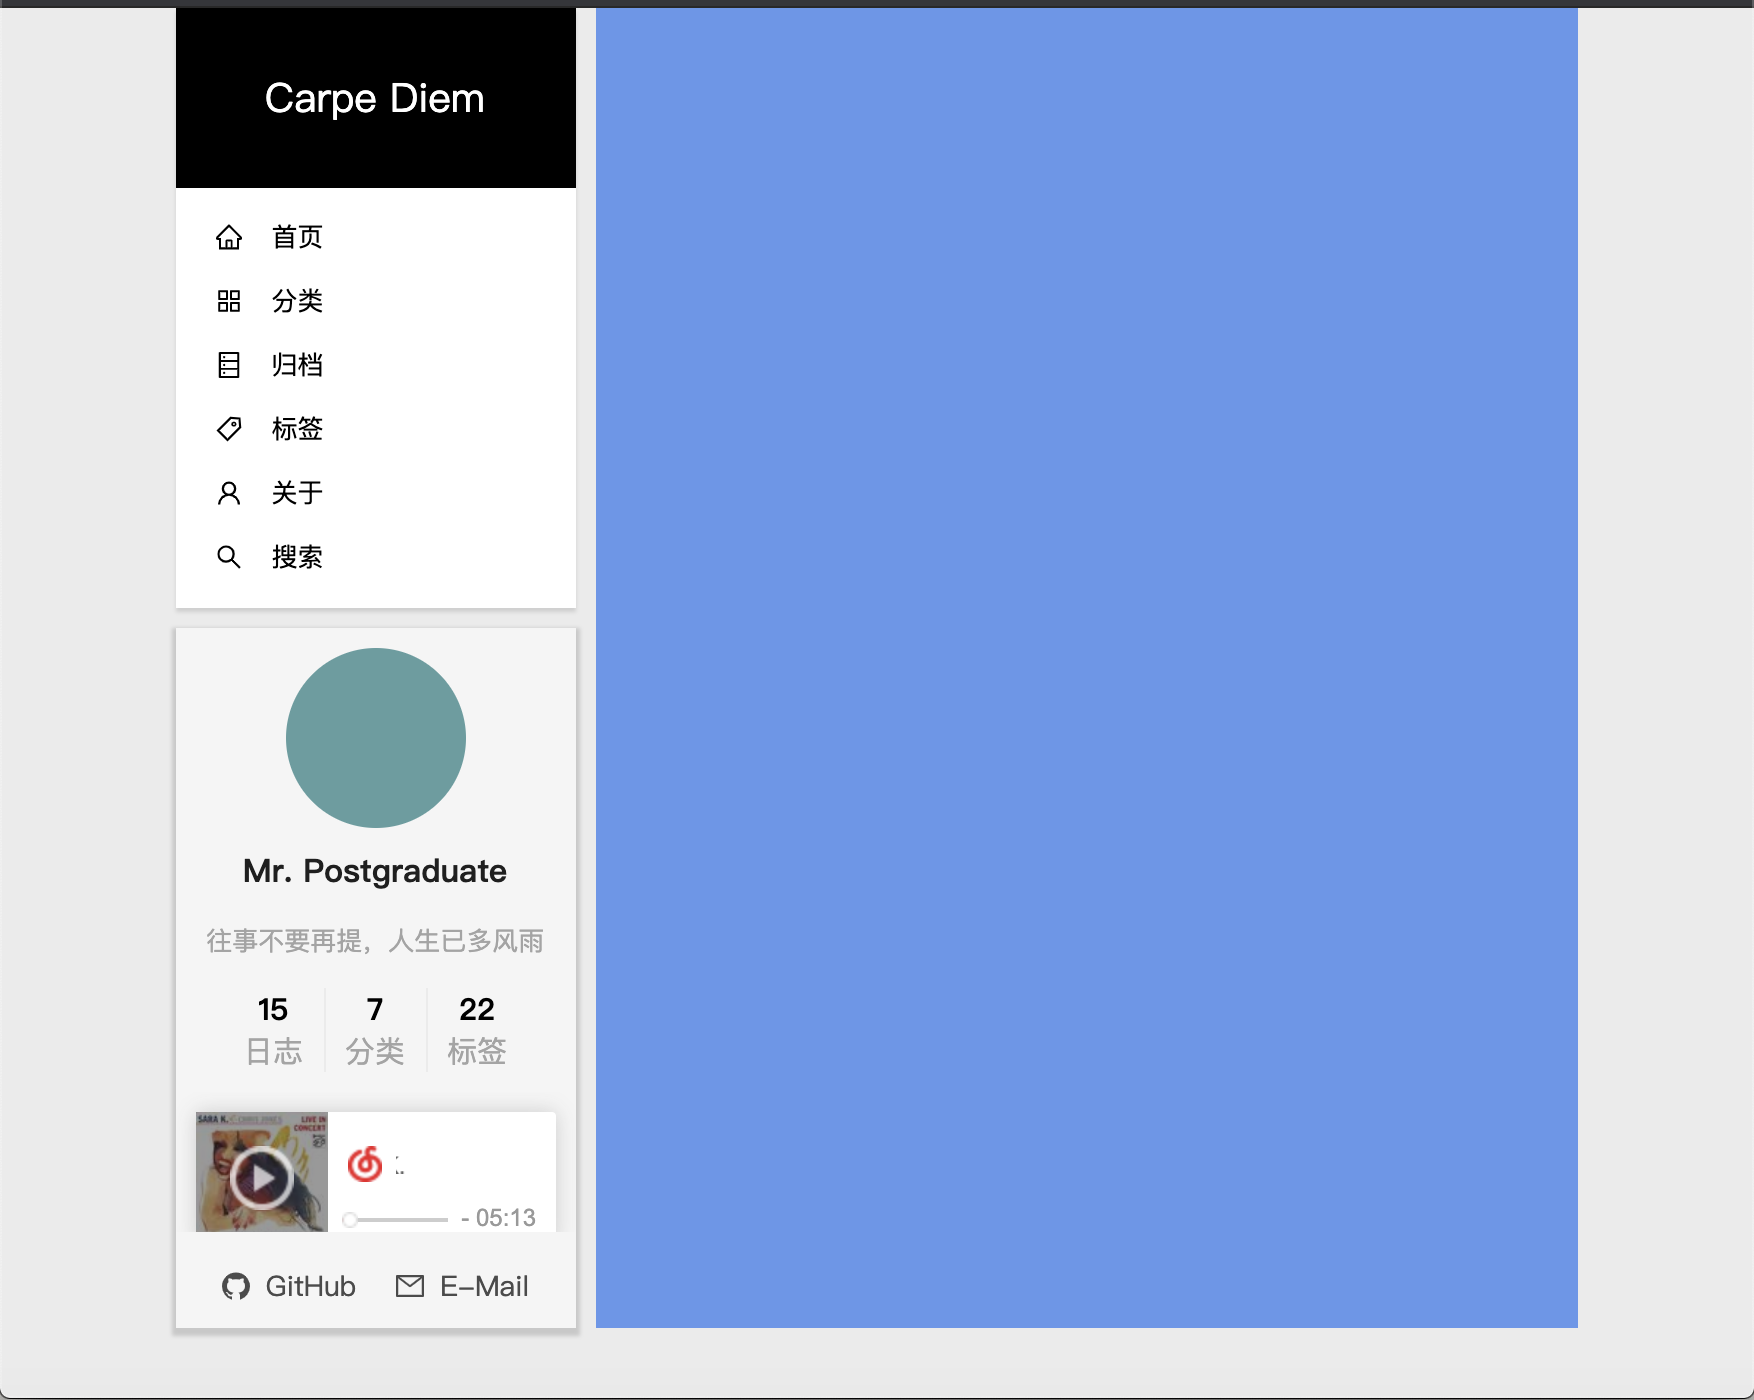 Carpe Diem
首页
分类
归档
标签
关于
搜索
Mr. Postgraduate
往事不要再提，人生已多风雨
15 7 22
日志 分类 标签
SARA K. CHRIS JONES
LIVE IN
CONCERT
- 05:13
GitHub E-Mail